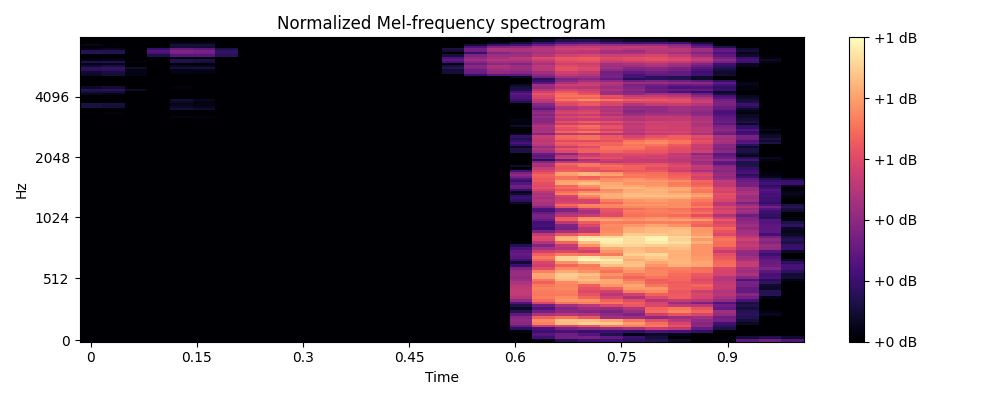 Normalized Mel-frequency spectrogram
+1 dB
+1 dB
+1 dB
+0 dB
+0 dB
+0 dB
4096
2048
1024
512
0
Hz
0
0.15
0.3
0.45
0.6
0.75
0.9
Time